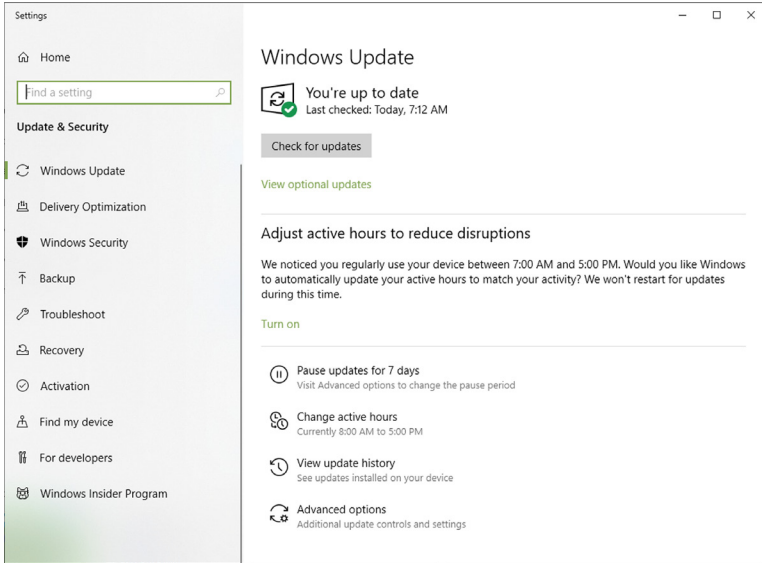 Settings
Home
Find a setting
Update & Security
Windows Update
Delivery Optimization
Windows Security
Backup
Troubleshoot
Recovery
Activation
Find my device
For developers
Windows Insider Program
Windows Update
You're up to date
Last checked: Today, 7:12 AM
Check for updates
View optional updates
Adjust active hours to reduce disruptions
We noticed you regularly use your device between 7:00 AM and 5:00 PM. Would you like Windows
to automatically update your active hours to match your activity? We won't restart for updates
during this time.
Turn on
Pause updates for 7 days
Visit Advanced options to change the pause period
Change active hours
Currently 8:00 AM to 5:00 PM
View update history
See updates installed on your device
Advanced options
Additional update controls and settings